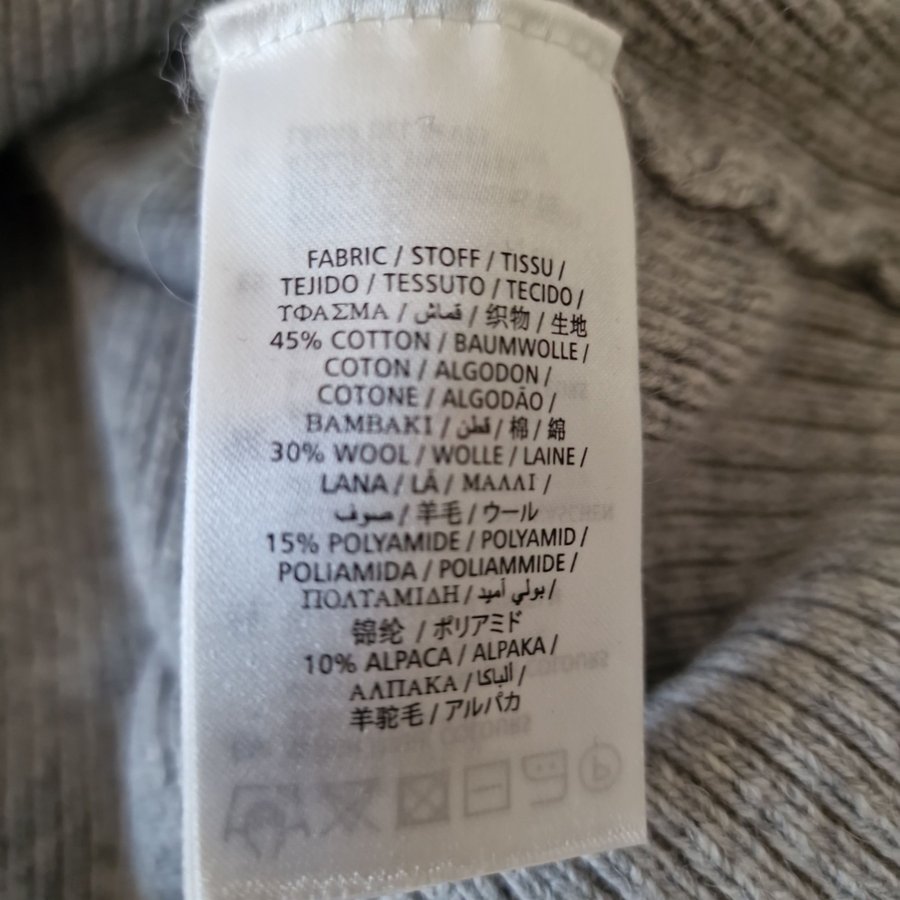 FABRIC / STOFF / TISSU /
TEJIDO / TESSUTO / TECIDO /
ΥΦΑΣΜΑ / قماش / 织物 / 生地
45% COTTON / BAUMWOLLE /
COTON / ALGODON /
COTONE / ALGODÃO /
BAMBAKI / قطن / 棉 / 綿
30% WOOL / WOLLE / LAINE /
LANA / LÃ / ΜΑΛΛΙ /
صوف / 羊毛 / ウール
15% POLYAMIDE / POLYAMID /
POLIAMIDA / POLIAMMIDE /
ΠΟΛΤΑΜΙΔΗ / بولي أميد /
锦纶 / ポリアミド
10% ALPACA / ALPAKA /
ΑΛΠΑΚΑ / ألباكا /
羊驼毛 / アルパカ